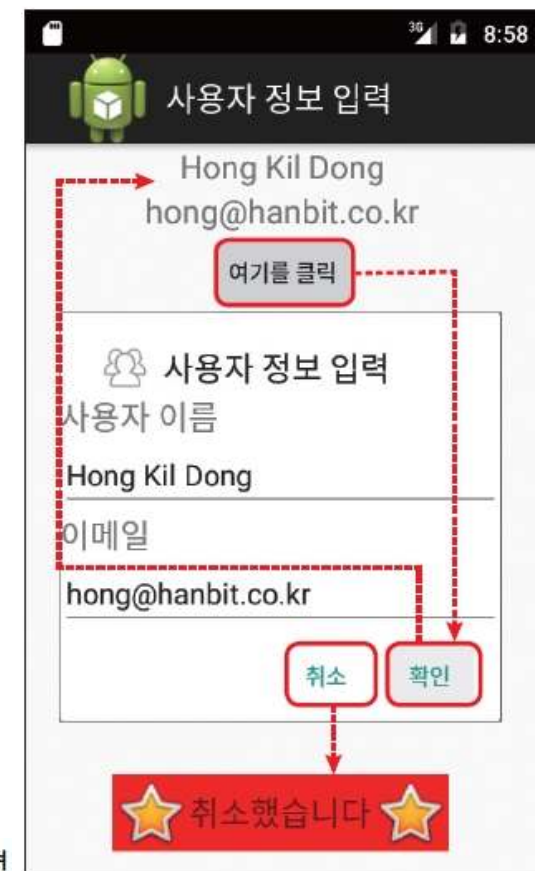 3G 8:58
사용자 정보 입력
Hong Kil Dong
hong@hanbit.co.kr
여기를 클릭
사용자 정보 입력
사용자 이름
Hong Kil Dong
이메일
hong@hanbit.co.kr
취소 확인
취소했습니다